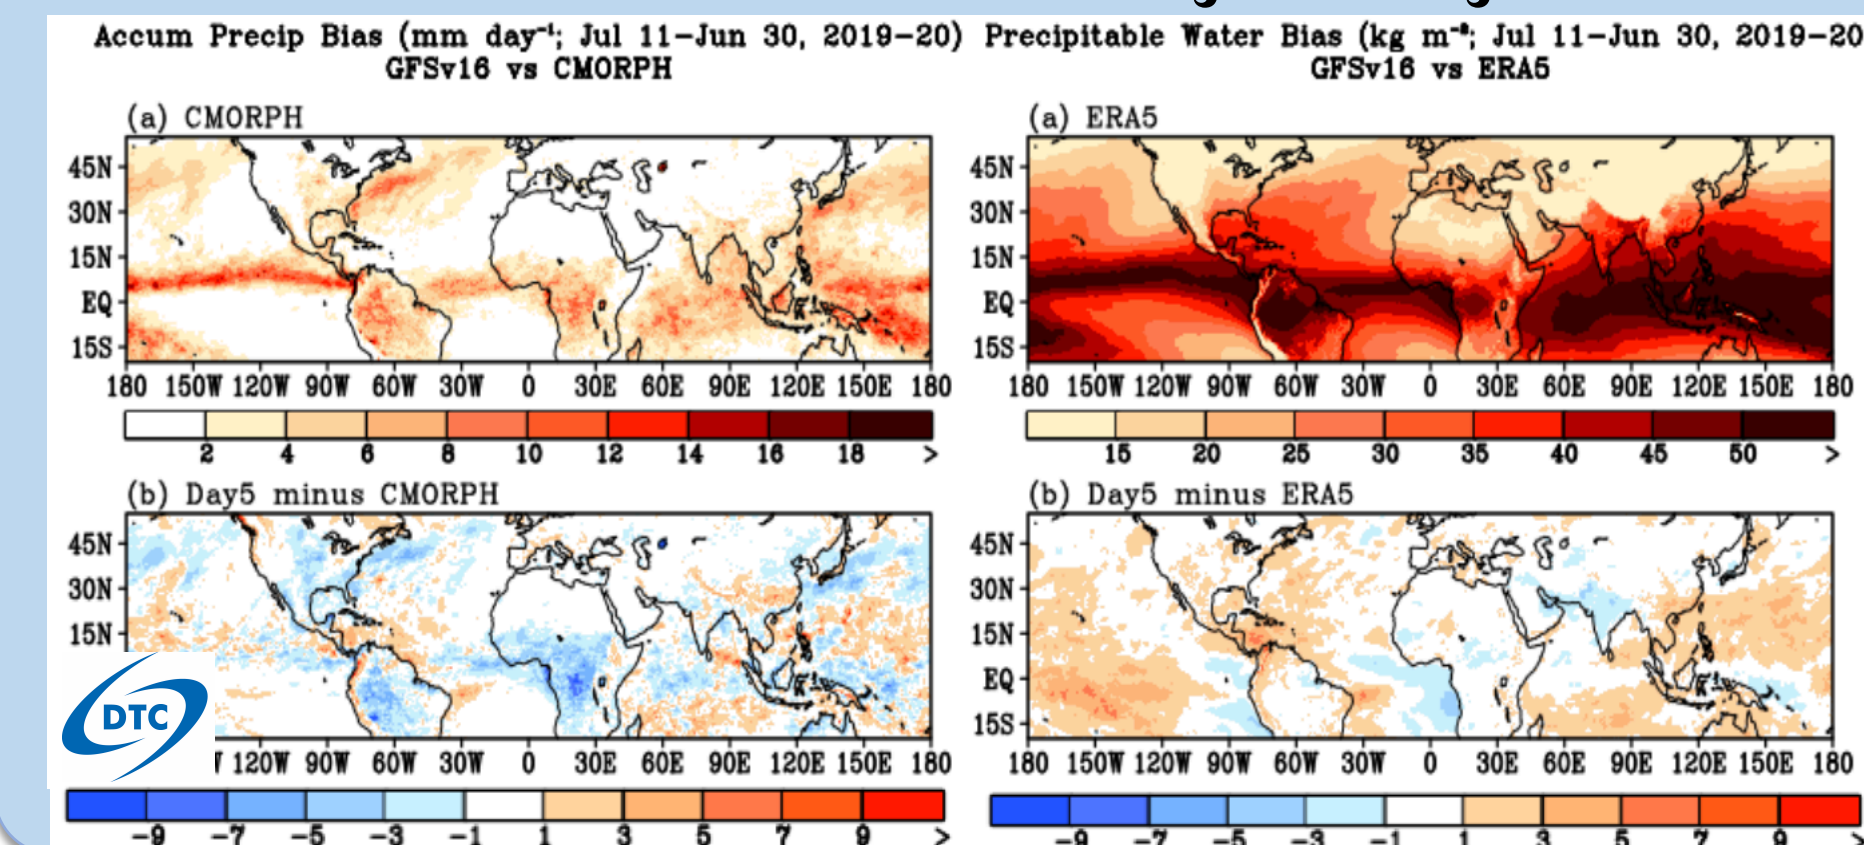 Accum Precip Bias (mm day⁻¹; Jul 11-Jun 30, 2019-20)
GFSv16 vs CMORPH
(a) CMORPH
45N
30N
15N
EQ
15S
180 150W 120W 90W 60W 30W 0 30E 60E 90E 120E 150E 180
2 4 6 8 10 12 14 16 18 >
(b) Day5 minus CMORPH
45N
30N
15N
DTC
120W 90W 60W 30W 0 30E 60E 90E 120E 150E 180
-9 -7 -5 -3 -1 1 3 5 7 9 >
Precipitable Water Bias (kg m⁻²; Jul 11-Jun 30, 2019-20
GFSv16 vs ERA5
(a) ERA5
45N
30N
15N
EQ
15S
180 150W 120W 90W 60W 30W 0 30E 60E 90E 120E 150E 180
15 20 25 30 35 40 45 50 >
(b) Day5 minus ERA5
45N
30N
15N
EQ
15S
180 150W 120W 90W 60W 30W 0 30E 60E 90E 120E 150E 180
-9 -7 -5 -3 -1 1 3 5 7 9 >